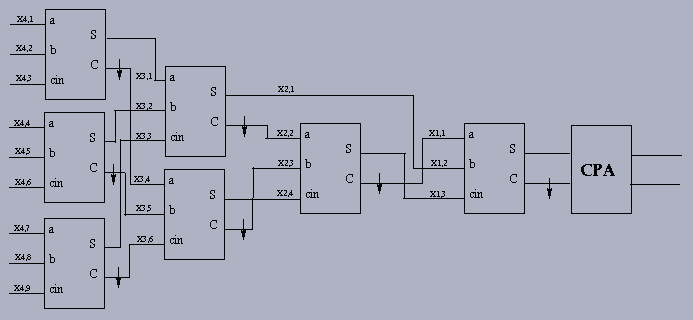 X4,1 a
S
X4,2 b
C
X4,3 cin
X4,4 a
S
X4,5 b
C
X4,6 cin
X4,7 a
S
X4,8 b
C
X4,9 cin
X3,1 a
S
X3,2 b
C
X3,3 cin
X3,4 a
S
X3,5 b
C
X3,6 cin
X2,1
X2,2 a
S
X2,3 b
C
X2,4 cin
X1,1 a
S
X1,2 b
C
X1,3 cin
CPA